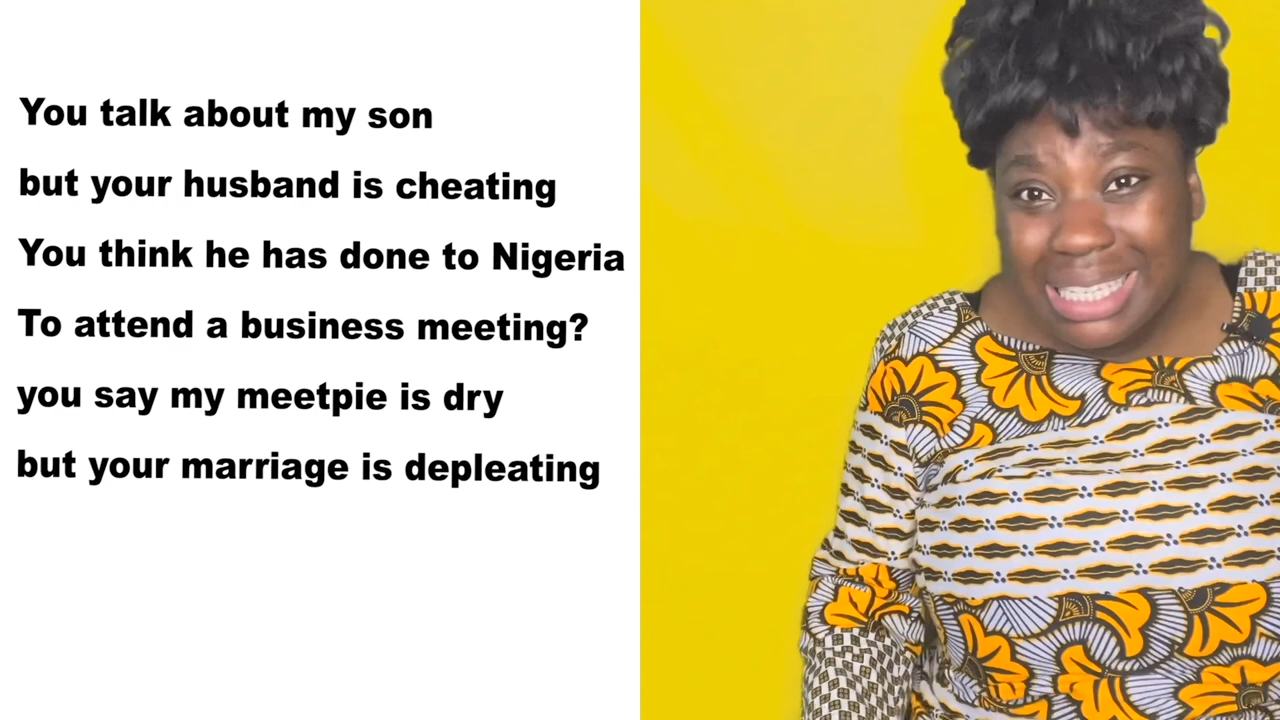 You talk about my son
but your husband is cheating
You think he has done to Nigeria
To attend a business meeting?
you say my meetpie is dry
but your marriage is depleating